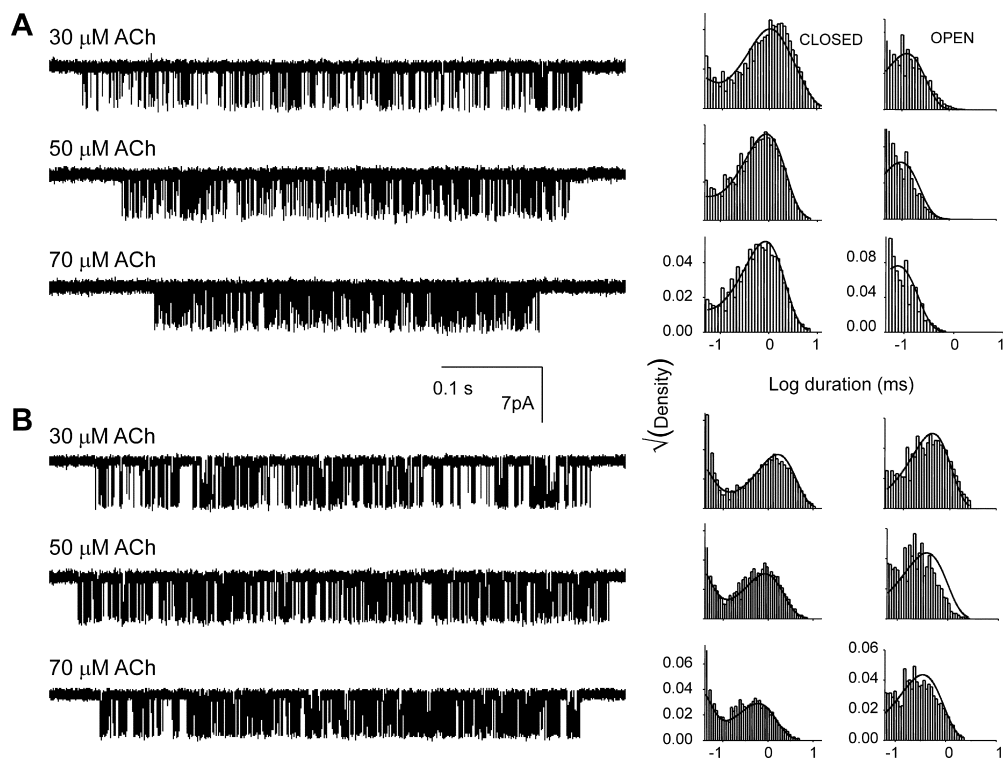 A
30 μM ACh
CLOSED
OPEN
50 μM ACh
70 μM ACh
0.04
0.02
0.00
0.08
0.04
0.00
-1 0 1
-1 0 1
0.1 s
7pA
Log duration (ms)
√(Density)
B
30 μM ACh
50 μM ACh
70 μM ACh
0.06
0.04
0.02
0.00
0.06
0.04
0.02
0.00
-1 0 1
-1 0 1